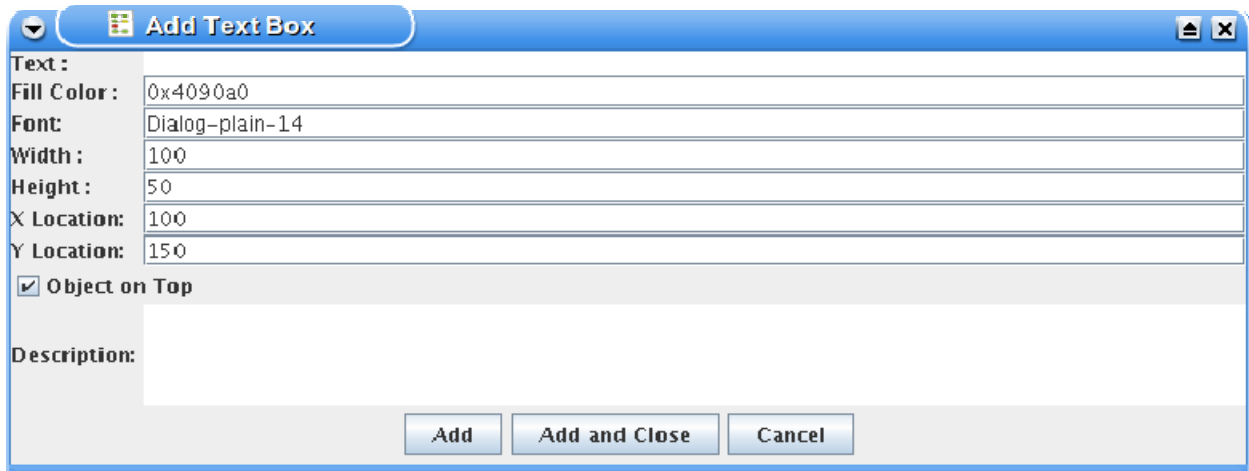 Add Text Box
Text :
Fill Color : 0x4090a0
Font: Dialog-plain-14
Width : 100
Height : 50
X Location: 100
Y Location: 150
Object on Top
Description:
Add Add and Close Cancel